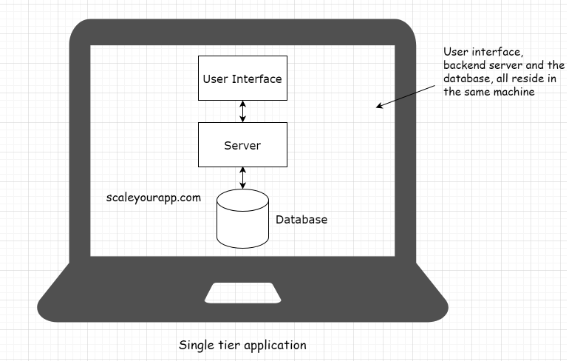 User Interface
Server
scaleyourapp.com
Database
User interface,
backend server and the
database, all reside in
the same machine
Single tier application